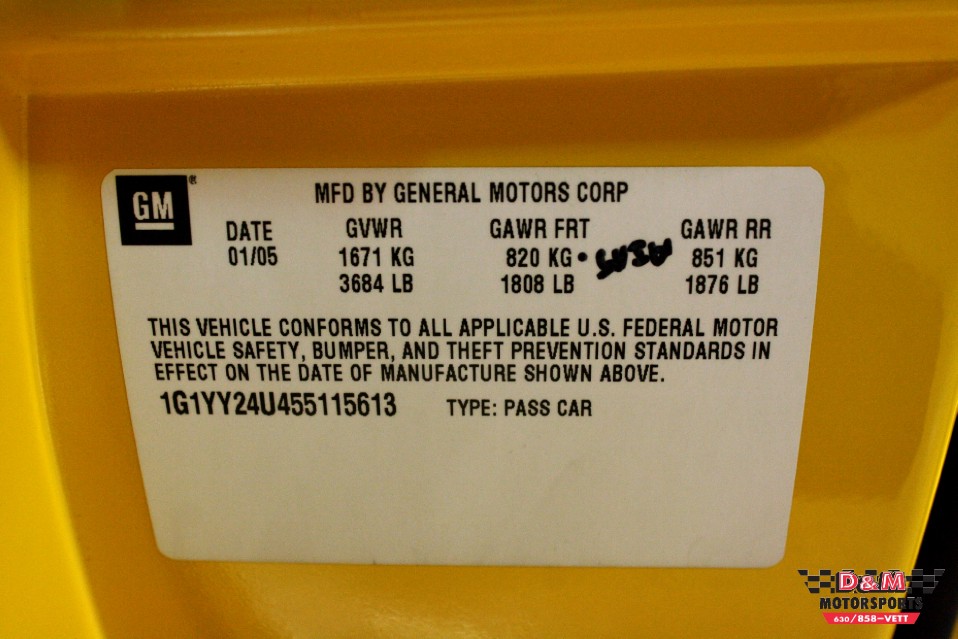 GM®
MFD BY GENERAL MOTORS CORP
DATE GVWR GAWR FRT GAWR RR
01/05 1671 KG 820 KG 851 KG
3684 LB 1808 LB 1876 LB
THIS VEHICLE CONFORMS TO ALL APPLICABLE U.S. FEDERAL MOTOR
VEHICLE SAFETY, BUMPER, AND THEFT PREVENTION STANDARDS IN
EFFECT ON THE DATE OF MANUFACTURE SHOWN ABOVE.
1G1YY24U455115613 TYPE: PASS CAR
D&M
MOTORSPORTS
630/858-VETT